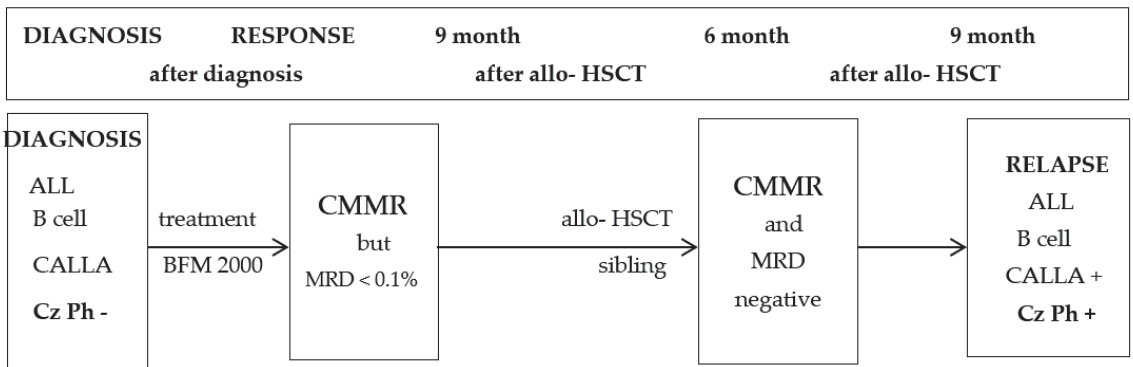 DIAGNOSIS RESPONSE 9 month 6 month 9 month
after diagnosis after allo- HSCT after allo- HSCT
DIAGNOSIS
ALL
B cell
CALLA
Cz Ph -
treatment
BFM 2000
CMMR
but
MRD < 0.1%
allo- HSCT
sibling
CMMR
and
MRD
negative
RELAPSE
ALL
B cell
CALLA +
Cz Ph +